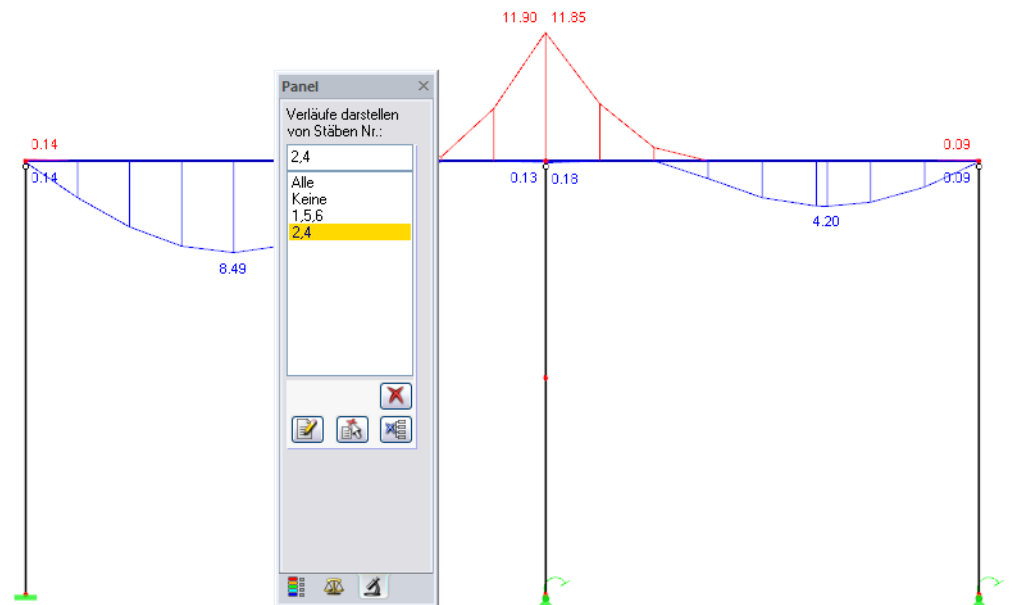 11.90 11.85
Panel
Verläufe darstellen
von Stäben Nr.:
2,4
Alle
Keine
1,5,6
2,4
0.14
0.14
8.49
0.13 0.18
4.20
0.09
0.09